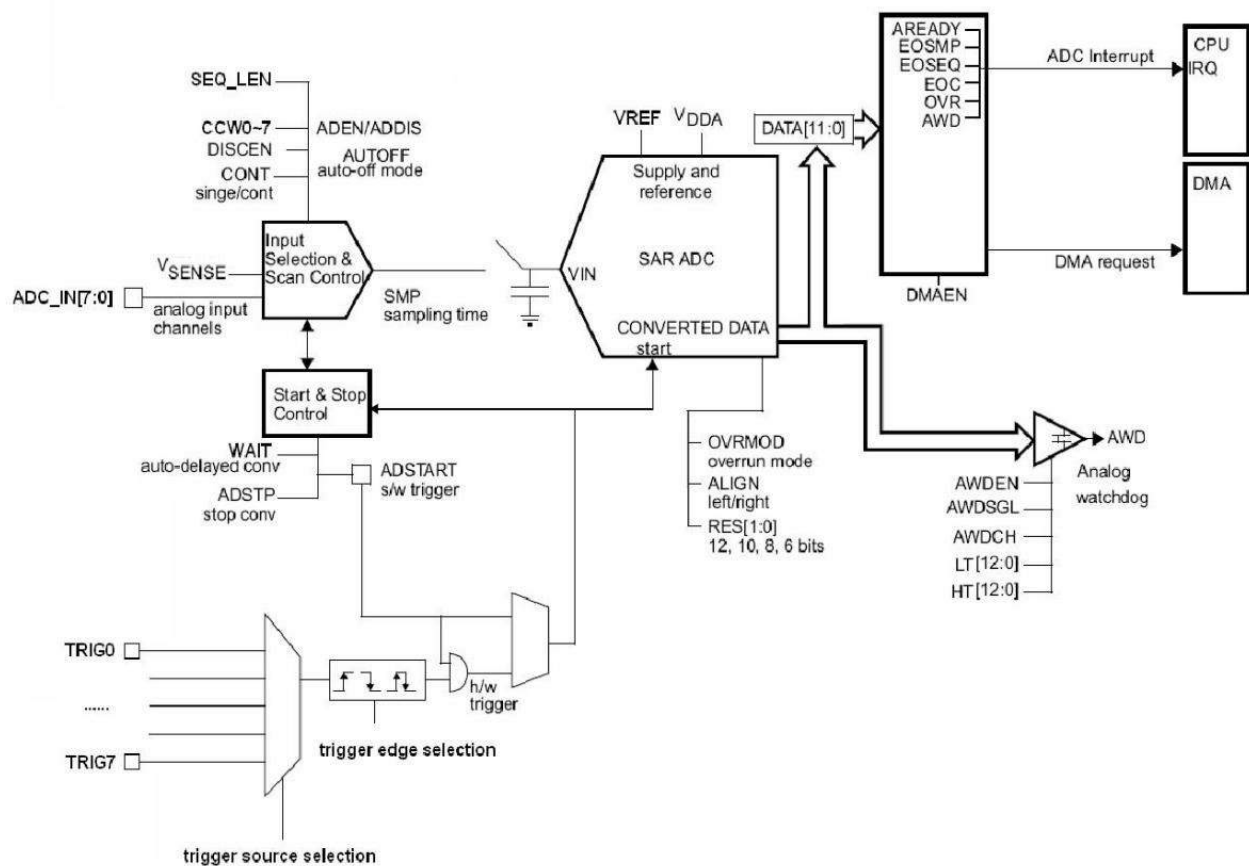 SEQ_LEN
CCW0~7
DISCEN
CONT
singe/cont
ADEN/ADDIS
AUTOFF
auto-off mode
Input
Selection &
Scan Control
VSENSE
ADC_IN[7:0]
analog input
channels
SMP
sampling time
Start & Stop
Control
WAIT
auto-delayed conv
ADSTP
stop conv
ADSTART
s/w trigger
VREF
VDDA
Supply and
reference
SAR ADC
VIN
CONVERTED DATA
start
OVRMOD
overrun mode
ALIGN
left/right
RES[1:0]
12, 10, 8, 6 bits
DATA[11:0]
AREADY
EOSMP
EOSEQ
EOC
OVR
AWD
DMAEN
ADC Interrupt
CPU
IRQ
DMA request
DMA
AWD
Analog
watchdog
AWDEN
AWDSGL
AWDCH
LT[12:0]
HT[12:0]
TRIG0
......
TRIG7
h/w
trigger
trigger edge selection
trigger source selection